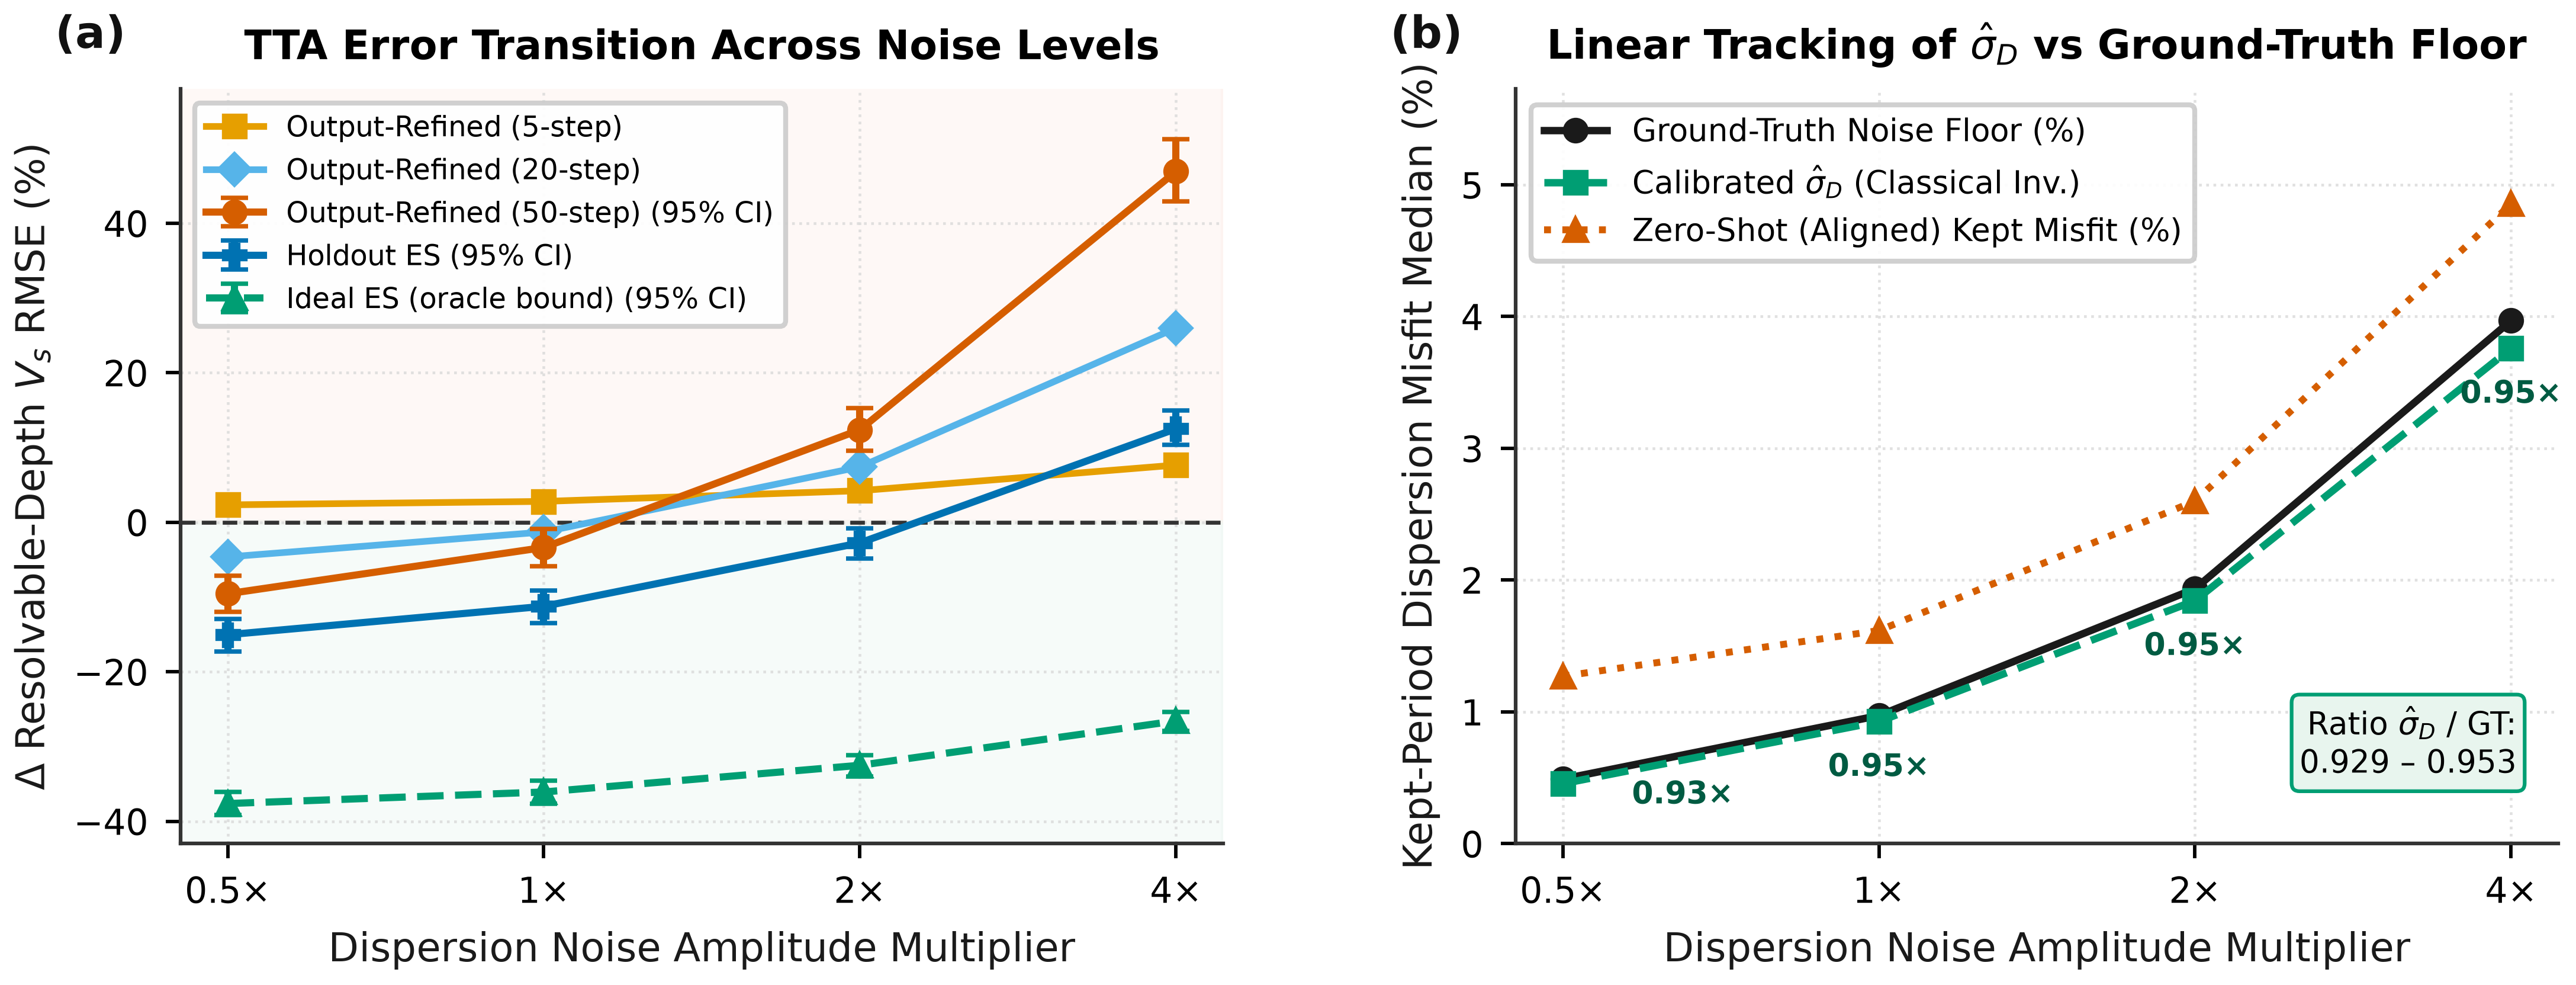 (a)
TTA Error Transition Across Noise Levels
Δ Resolvable-Depth Vₛ RMSE (%)
40
20
0
−20
−40
Output-Refined (5-step)
Output-Refined (20-step)
Output-Refined (50-step) (95% CI)
Holdout ES (95% CI)
Ideal ES (oracle bound) (95% CI)
0.5×
1×
2×
4×
Dispersion Noise Amplitude Multiplier
(b)
Linear Tracking of σ̂_D vs Ground-Truth Floor
Kept-Period Dispersion Misfit Median (%)
5
4
3
2
1
0
Ground-Truth Noise Floor (%)
Calibrated σ̂_D (Classical Inv.)
Zero-Shot (Aligned) Kept Misfit (%)
0.93×
0.95×
0.95×
0.95×
Ratio σ̂_D / GT:
0.929 – 0.953
0.5×
1×
2×
4×
Dispersion Noise Amplitude Multiplier